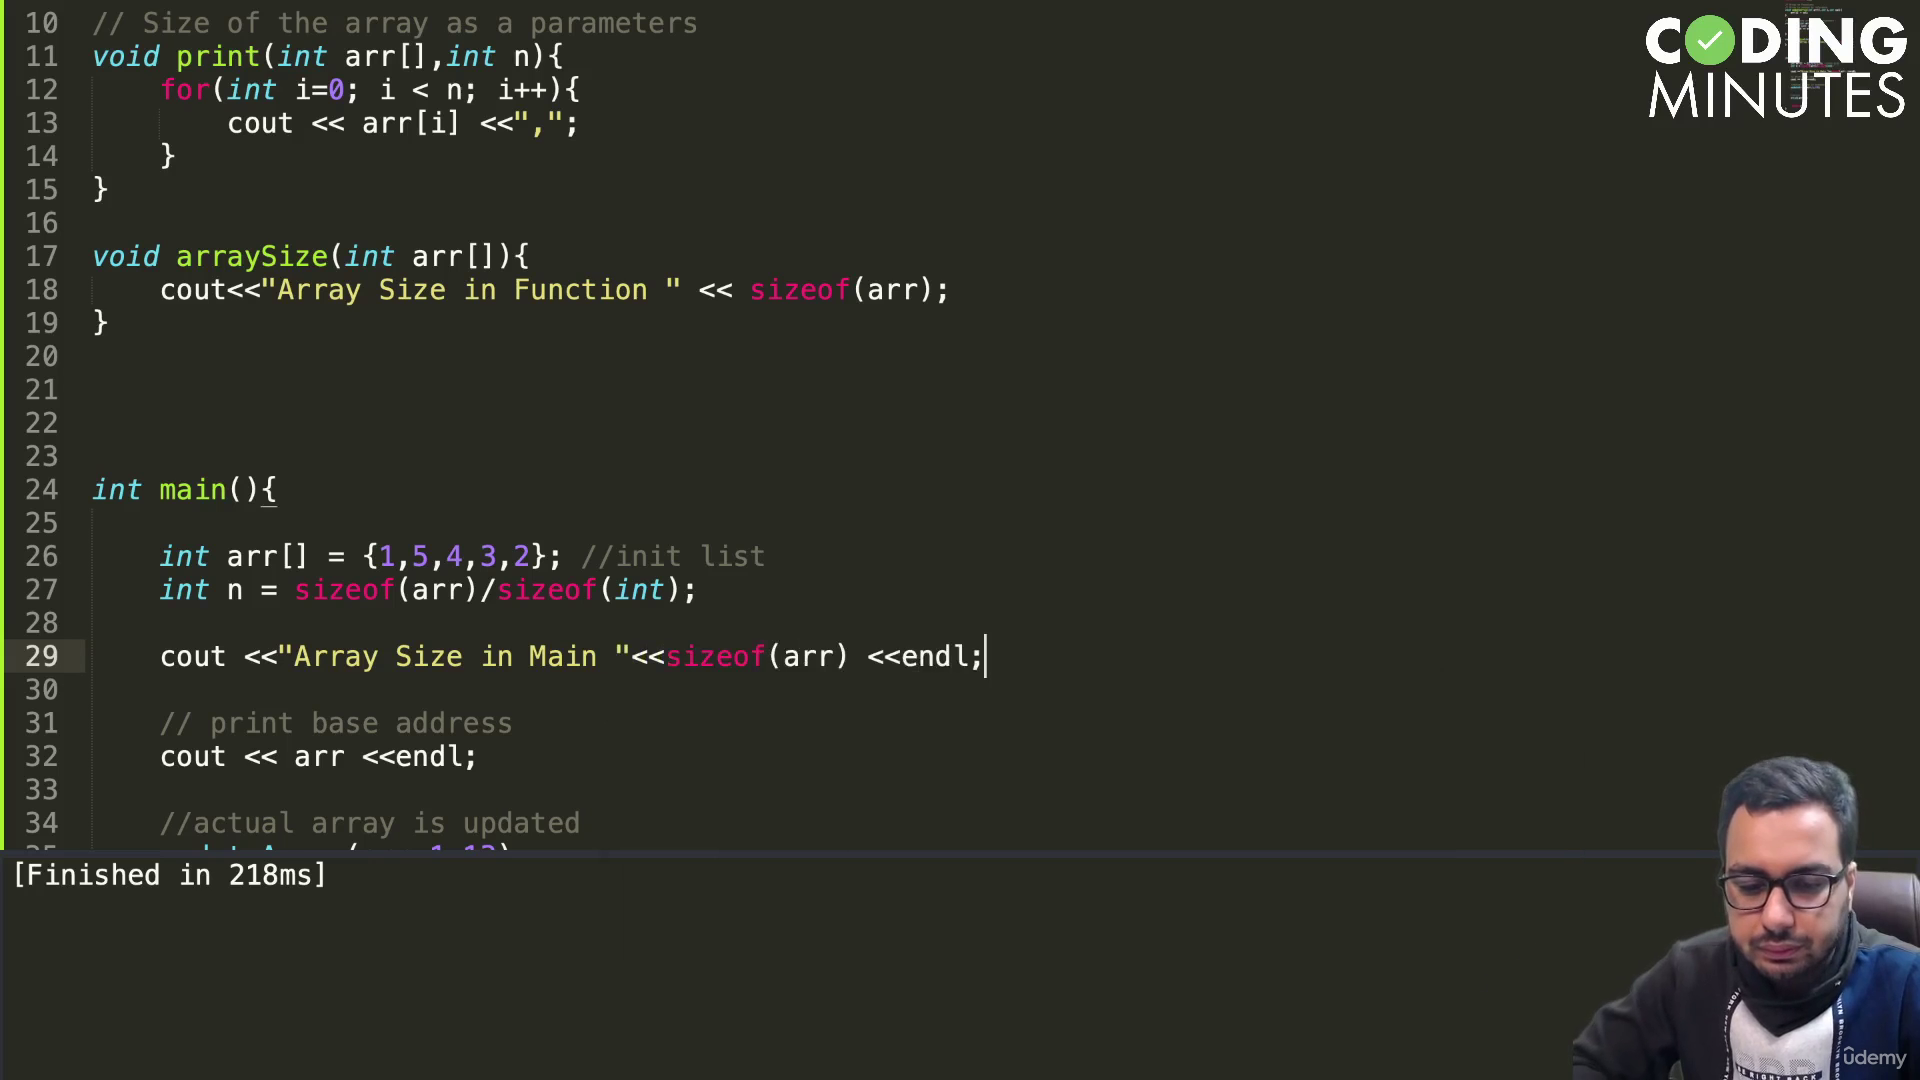 10 // Size of the array as a parameters
11 void print(int arr[],int n){
12 for(int i=0; i < n; i++){
13 cout << arr[i] <<",";
14 }
15 }
16
17 void arraySize(int arr[]){
18 cout<<"Array Size in Function " << sizeof(arr);
19 }
20
21
22
23
24 int main(){
25
26 int arr[] = {1,5,4,3,2}; //init list
27 int n = sizeof(arr)/sizeof(int);
28
29 cout <<"Array Size in Main "<<sizeof(arr) <<endl;
30
31 // print base address
32 cout << arr <<endl;
33
34 //actual array is updated
[Finished in 218ms]
CODING
MINUTES
udemy